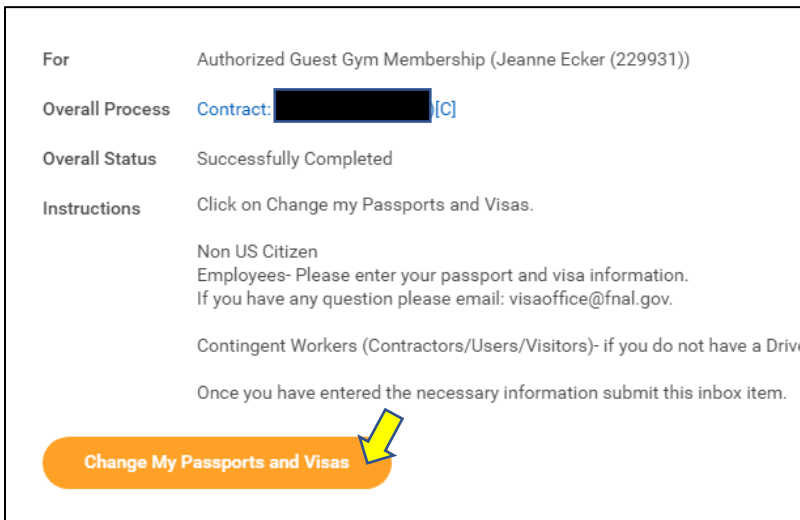 For Authorized Guest Gym Membership (Jeanne Ecker (229931))
Overall Process Contract: )[C]
Overall Status Successfully Completed
Instructions Click on Change my Passports and Visas.
Non US Citizen
Employees- Please enter your passport and visa information.
If you have any question please email: visaoffice@fnal.gov.
Contingent Workers (Contractors/Users/Visitors)- if you do not have a Drive
Once you have entered the necessary information submit this inbox item.
Change My Passports and Visas